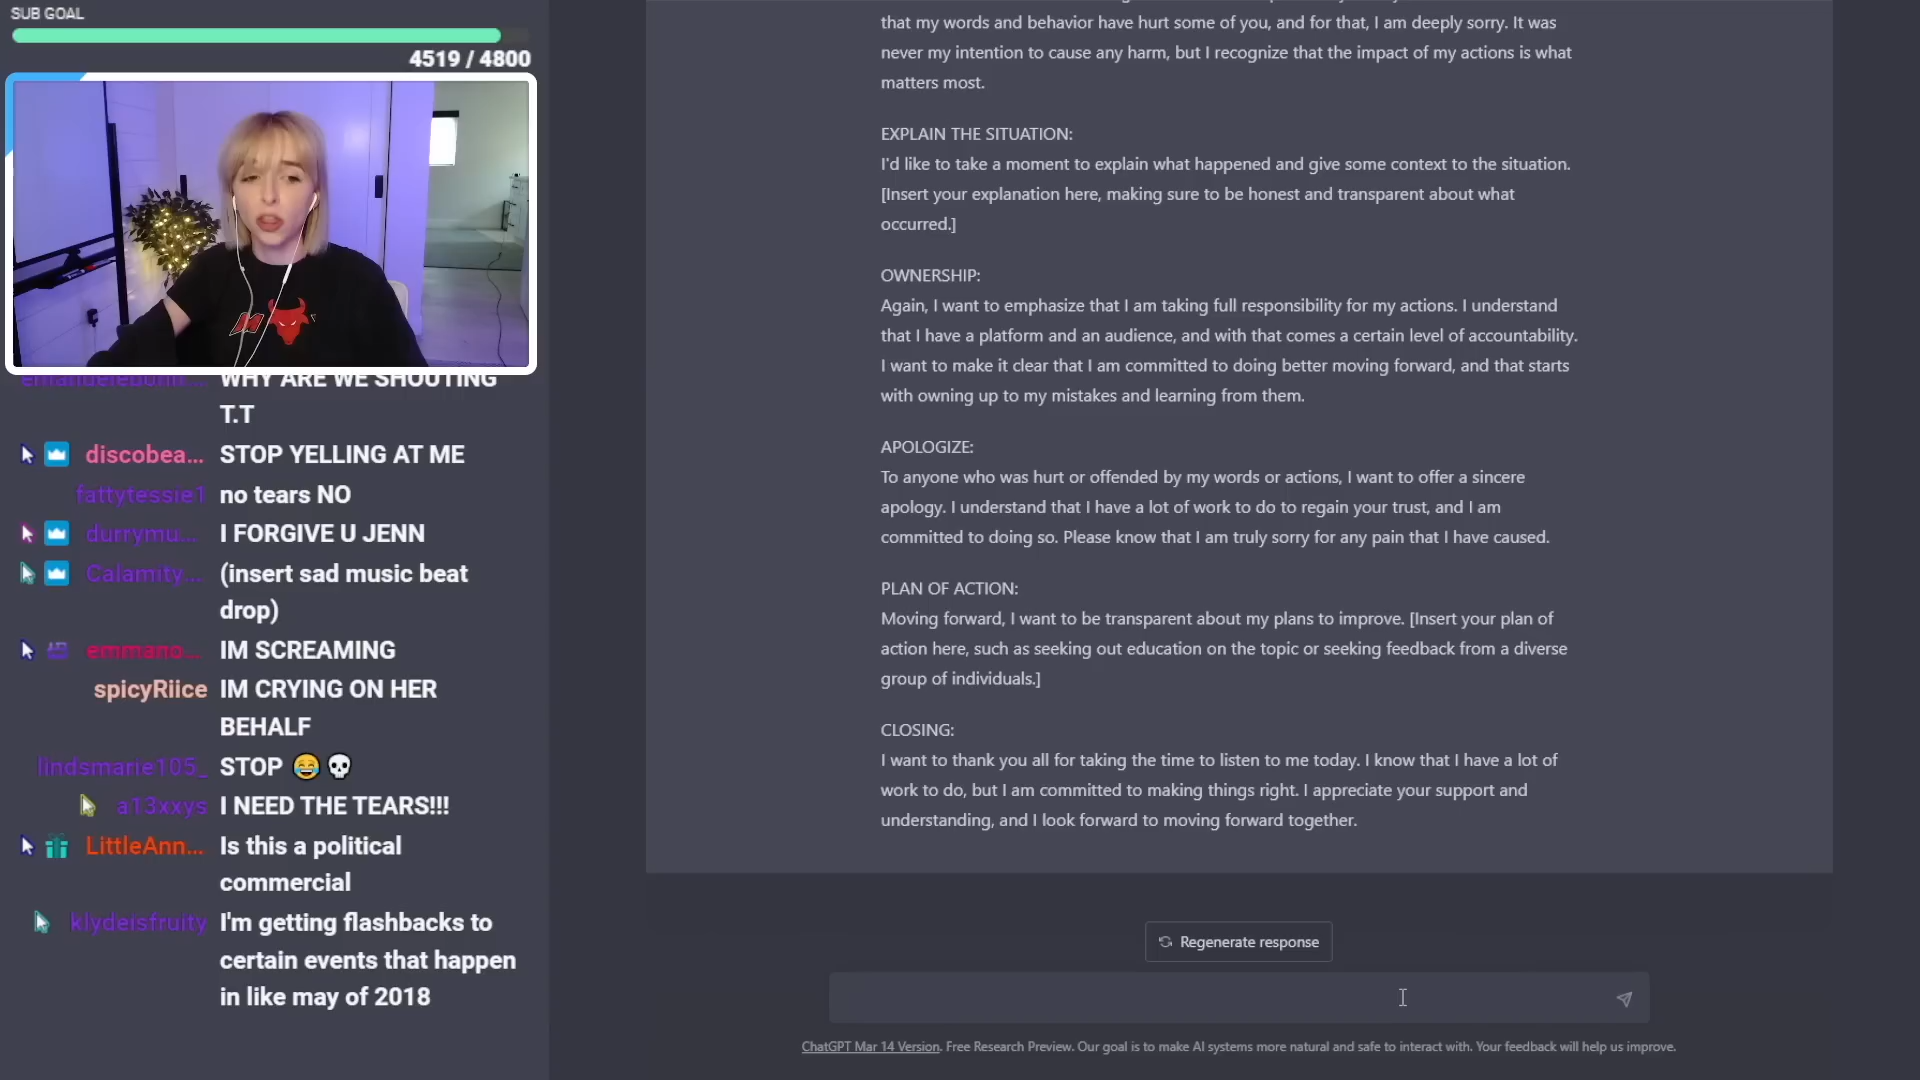 SUB GOAL
4519 / 4800
WHY ARE WE SHOUTING
T.T
discobea... STOP YELLING AT ME
fattytessie1 no tears NO
durrymu... I FORGIVE U JENN
Calamity... (insert sad music beat
drop)
emmano... IM SCREAMING
spicyRiice IM CRYING ON HER
BEHALF
lindsmarie105_ STOP 😂💀
a13xxys I NEED THE TEARS!!!
LittleAnn... Is this a political
commercial
klydeisfruity I'm getting flashbacks to
certain events that happen
in like may of 2018
that my words and behavior have hurt some of you, and for that, I am deeply sorry. It was
never my intention to cause any harm, but I recognize that the impact of my actions is what
matters most.
EXPLAIN THE SITUATION:
I'd like to take a moment to explain what happened and give some context to the situation.
[Insert your explanation here, making sure to be honest and transparent about what
occurred.]
OWNERSHIP:
Again, I want to emphasize that I am taking full responsibility for my actions. I understand
that I have a platform and an audience, and with that comes a certain level of accountability.
I want to make it clear that I am committed to doing better moving forward, and that starts
with owning up to my mistakes and learning from them.
APOLOGIZE:
To anyone who was hurt or offended by my words or actions, I want to offer a sincere
apology. I understand that I have a lot of work to do to regain your trust, and I am
committed to doing so. Please know that I am truly sorry for any pain that I have caused.
PLAN OF ACTION:
Moving forward, I want to be transparent about my plans to improve. [Insert your plan of
action here, such as seeking out education on the topic or seeking feedback from a diverse
group of individuals.]
CLOSING:
I want to thank you all for taking the time to listen to me today. I know that I have a lot of
work to do, but I am committed to making things right. I appreciate your support and
understanding, and I look forward to moving forward together.
Regenerate response
ChatGPT Mar 14 Version. Free Research Preview. Our goal is to make AI systems more natural and safe to interact with. Your feedback will help us improve.